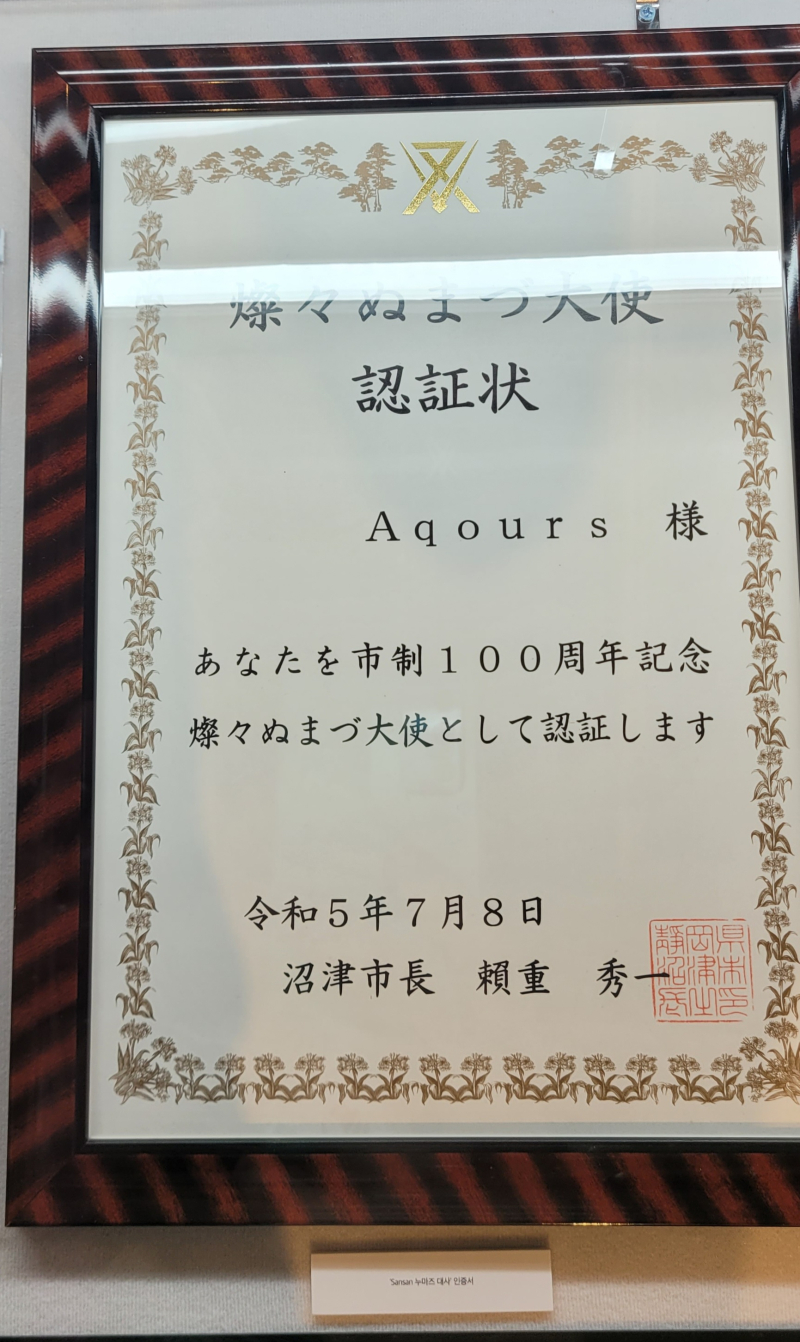 燦々ぬまづ大使
認証状
Ａｑｏｕｒｓ　様
あなたを市制１００周年記念
燦々ぬまづ大使として認証します
令和５年７月８日
沼津市長　頼重　秀一
'Sansan 누마즈 대사' 인증서